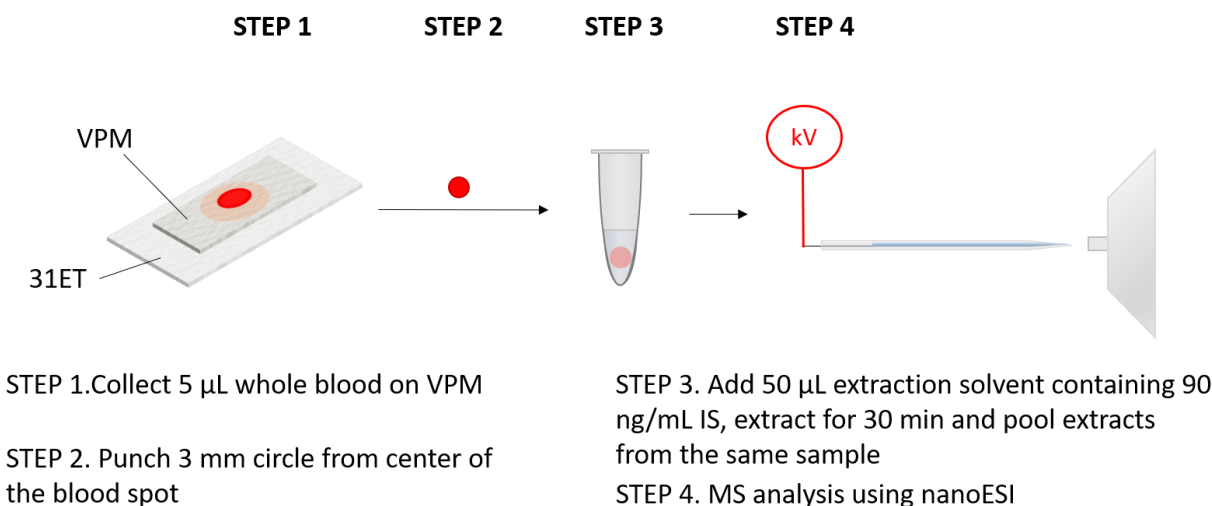 STEP 1
STEP 2
STEP 3
STEP 4
VPM
kV
31ET
STEP 1.Collect 5 µL whole blood on VPM
STEP 2. Punch 3 mm circle from center of
the blood spot
STEP 3. Add 50 µL extraction solvent containing 90
ng/mL IS, extract for 30 min and pool extracts
from the same sample
STEP 4. MS analysis using nanoESI